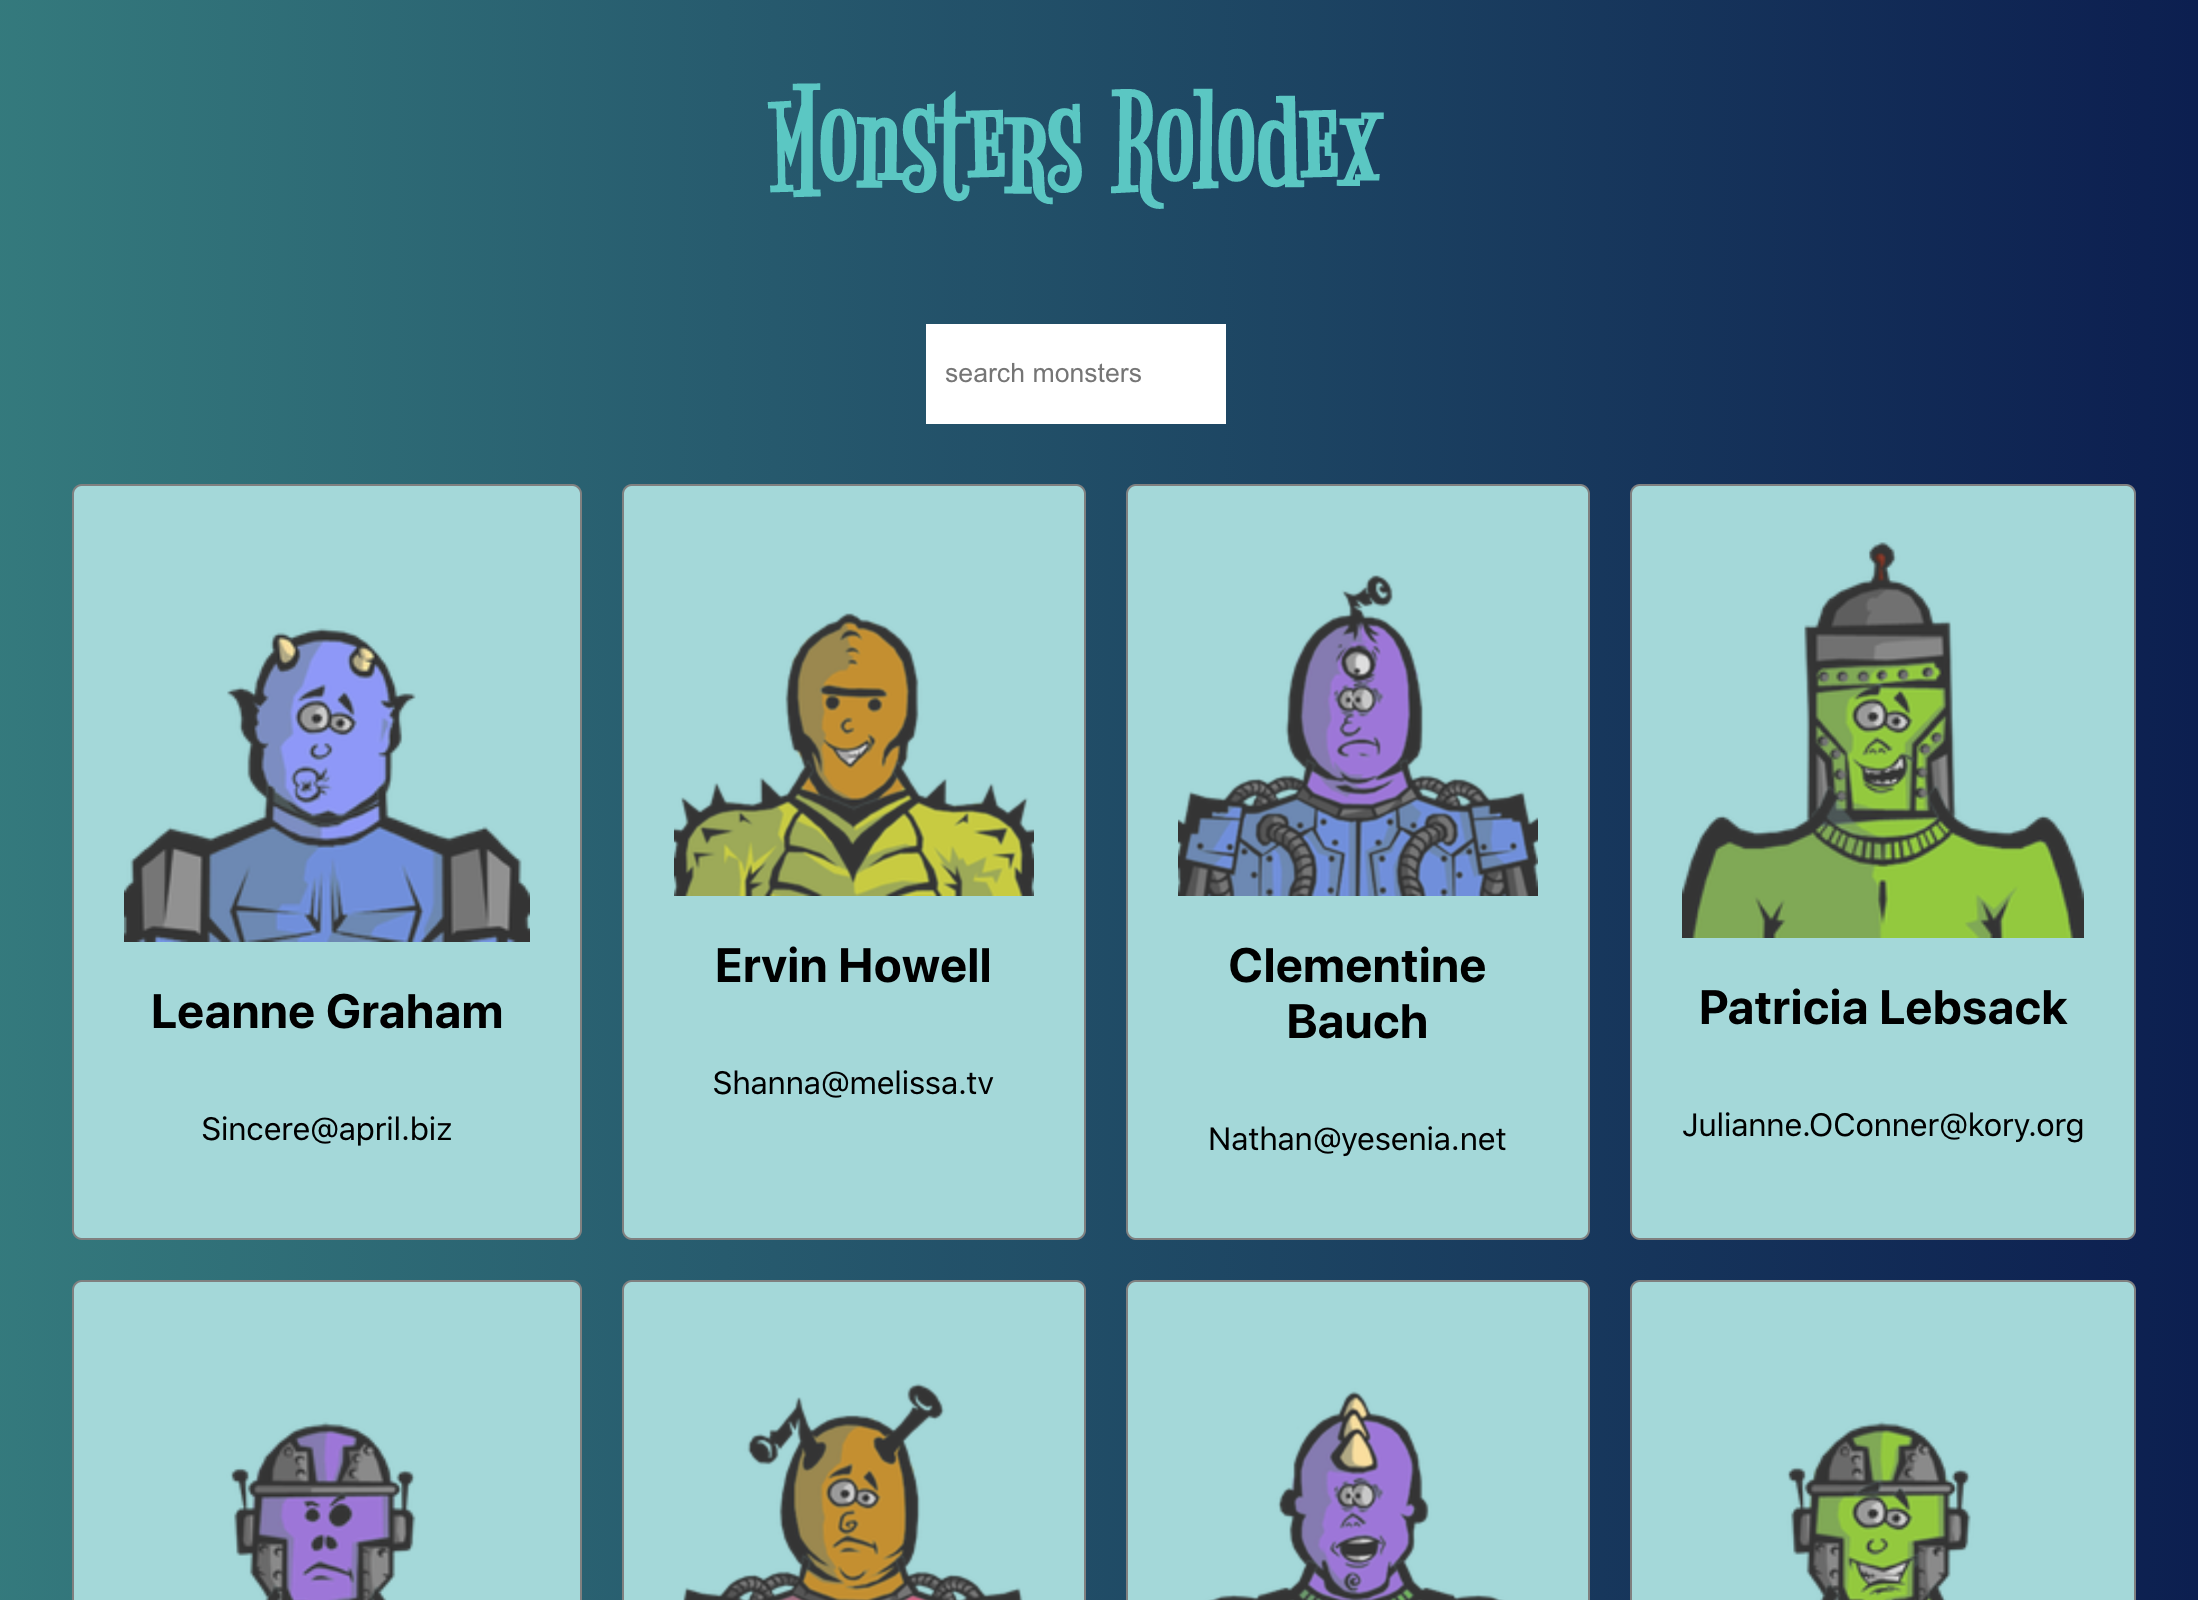 Monsters Rolodex
search monsters
Leanne Graham
Sincere@april.biz
Ervin Howell
Shanna@melissa.tv
Clementine
Bauch
Nathan@yesenia.net
Patricia Lebsack
Julianne.OConner@kory.org